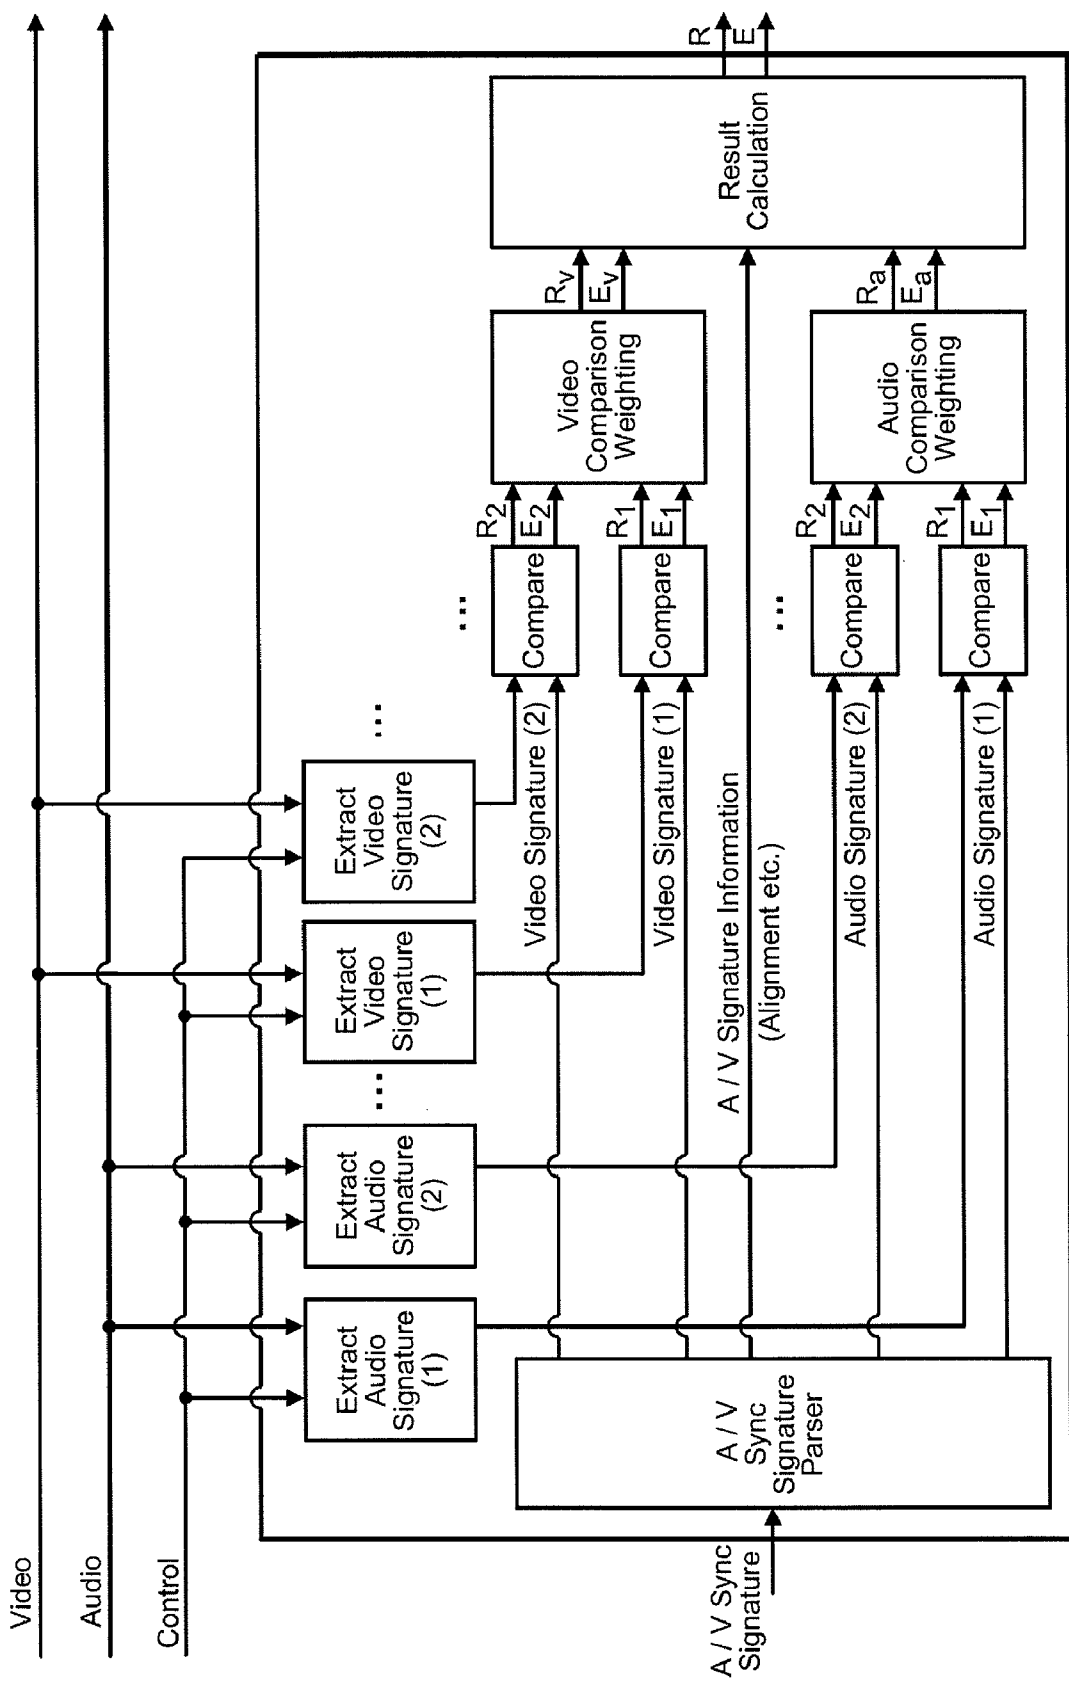 Video
Audio
Control
Extract
Audio
Signature
(1)
Extract
Audio
Signature
(2)
...
Extract
Video
Signature
(1)
Extract
Video
Signature
(2)
...
A / V Sync
Signature
A / V
Sync
Signature
Parser
Video Signature (2)
Video Signature (1)
A / V Signature Information
(Alignment etc.)
Audio Signature (2)
Audio Signature (1)
...
Compare
R2
E2
Compare
R1
E1
...
Compare
R2
E2
Compare
R1
E1
Video
Comparison
Weighting
Rv
Ev
Audio
Comparison
Weighting
Ra
Ea
Result
Calculation
R
E